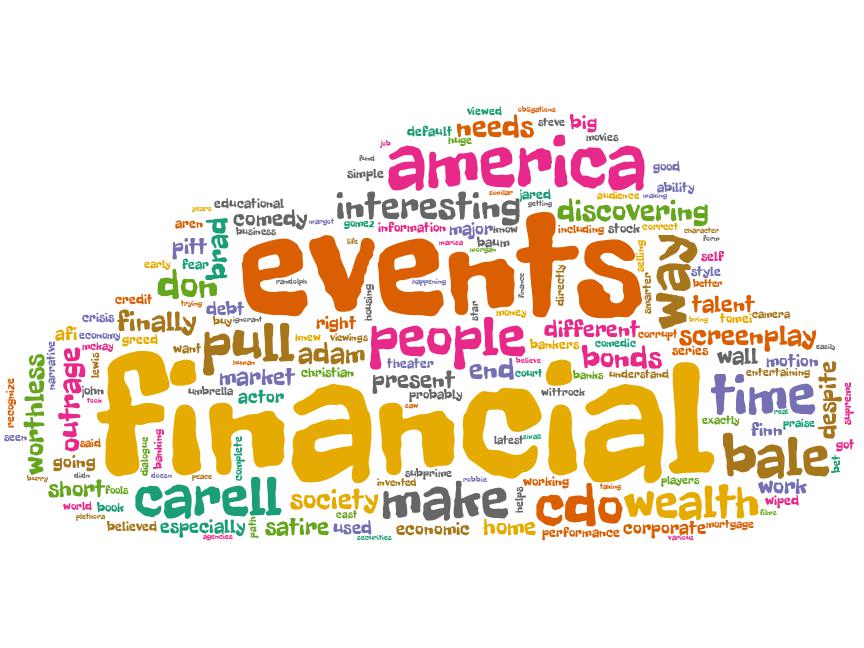 viewed obligations
default needs steve big
job huge movies
fund america good
simple ability
similar jared audience making
years educational interesting getting discovering
aren comedy margot gomez information major know including stock correct character
business form
pitt brad life marisa baum selling way self
early fear events morgan directly style
don randolph happening finance smarter better
credit trying debt housing star money talent
crisis finally buy ignorant right bring tomei camera
afi economy greed pull knew viewings people different corrupt screenplay
mckay want adam bankers comedic easily
narrative lewis human theater end believe bonds series wall motion
worthless outrage market christian court banks understand entertaining
recognize john umbrella actor present wittrock time despite supreme
took financial probably real
seen said saw exactly finn praise
dialogue banking complete latest small got
going bale bet
hurry didn doesn peace subprime robbie
short fools carell society invented make helps working taking players work
world book cast cdo wealth wiped
plethora films
believed especially path satire used economic home performance corporate mortgage
agencies securities various